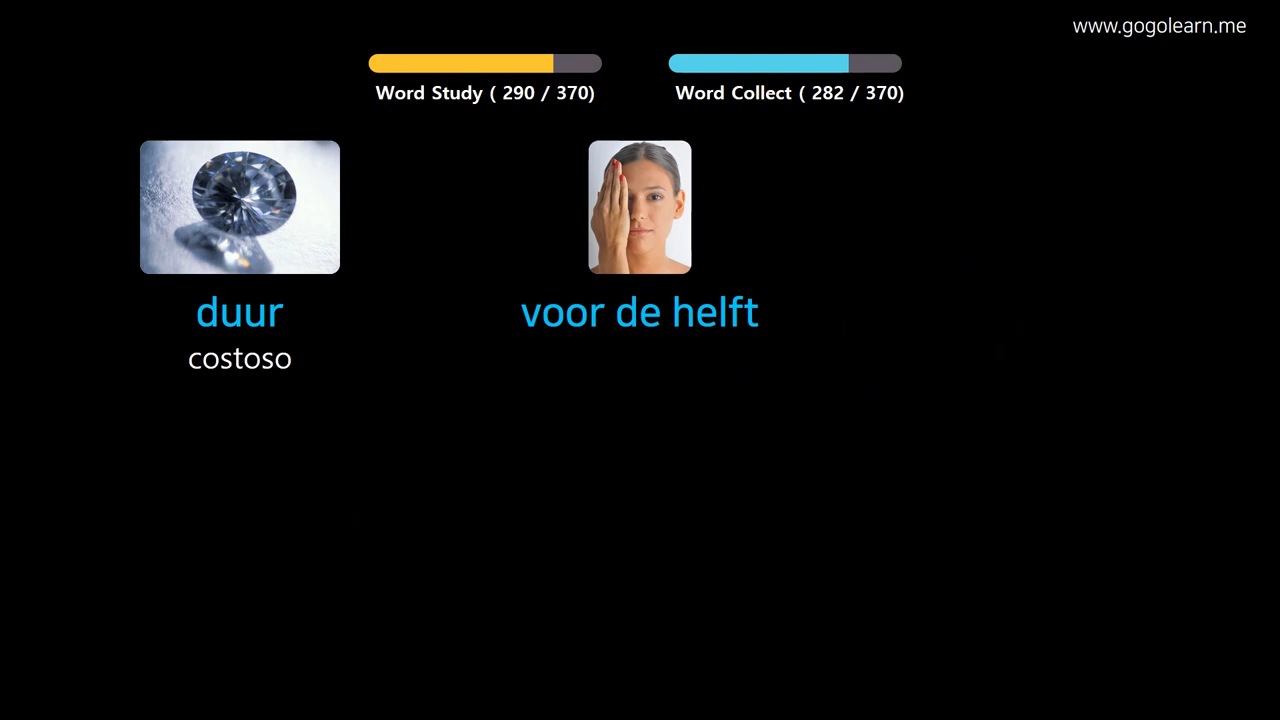 www.gogolearn.me
Word Study ( 290 / 370)
Word Collect ( 282 / 370)
duur
voor de helft
costoso